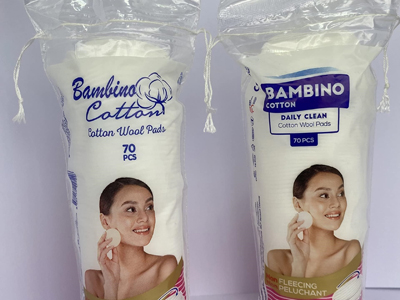 Bambino
Cotton
Cotton Wool Pads
70
PCS
BAMBINO
COTTON
DAILY CLEAN
Cotton Wool Pads
70 PCS
FLEECING
PELUCHANT